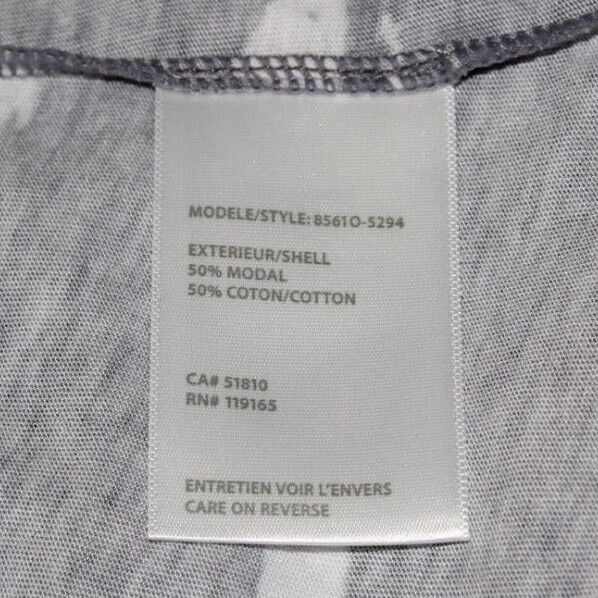 MODELE/STYLE: 8561O-5294
EXTERIEUR/SHELL
50% MODAL
50% COTON/COTTON
CA# 51810
RN# 119165
ENTRETIEN VOIR L'ENVERS
CARE ON REVERSE